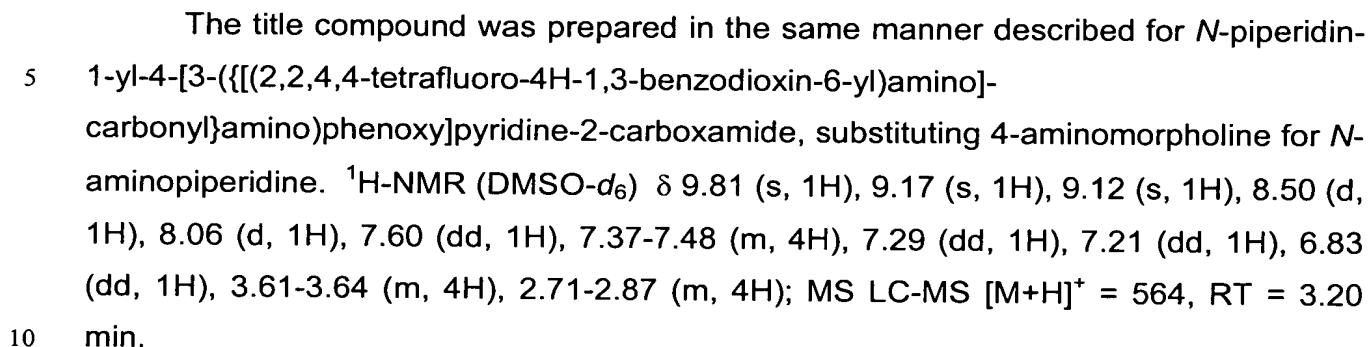 The title compound was prepared in the same manner described for N-piperidin-
5 1-yl-4-[3-({[(2,2,4,4-tetrafluoro-4H-1,3-benzodioxin-6-yl)amino]-
carbonyl}amino)phenoxy]pyridine-2-carboxamide, substituting 4-aminomorpholine for N-
aminopiperidine. ¹H-NMR (DMSO-d₆) δ 9.81 (s, 1H), 9.17 (s, 1H), 9.12 (s, 1H), 8.50 (d,
1H), 8.06 (d, 1H), 7.60 (dd, 1H), 7.37-7.48 (m, 4H), 7.29 (dd, 1H), 7.21 (dd, 1H), 6.83
(dd, 1H), 3.61-3.64 (m, 4H), 2.71-2.87 (m, 4H); MS LC-MS [M+H]⁺ = 564, RT = 3.20
10 min.